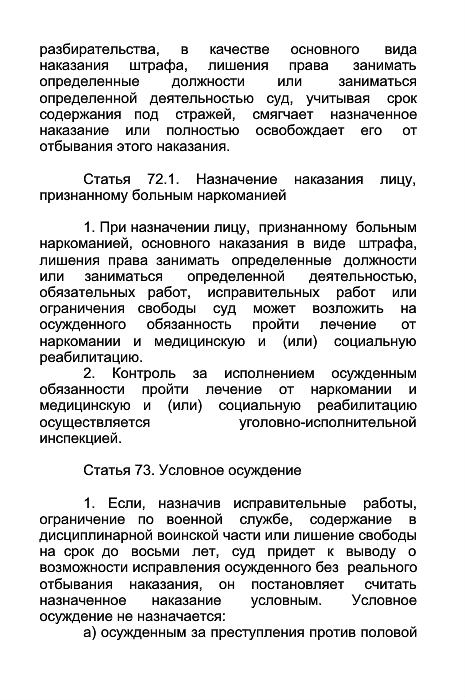 разбирательства, в качестве основного вида
наказания штрафа, лишения права занимать
определенные должности или заниматься
определенной деятельностью суд, учитывая срок
содержания под стражей, смягчает назначенное
наказание или полностью освобождает его от
отбывания этого наказания.
Статья 72.1. Назначение наказания лицу,
признанному больным наркоманией
1. При назначении лицу, признанному больным
наркоманией, основного наказания в виде штрафа,
лишения права занимать определенные должности
или заниматься определенной деятельностью,
обязательных работ, исправительных работ или
ограничения свободы суд может возложить на
осужденного обязанность пройти лечение от
наркомании и медицинскую и (или) социальную
реабилитацию.
2. Контроль за исполнением осужденным
обязанности пройти лечение от наркомании и
медицинскую и (или) социальную реабилитацию
осуществляется уголовно-исполнительной
инспекцией.
Статья 73. Условное осуждение
1. Если, назначив исправительные работы,
ограничение по военной службе, содержание в
дисциплинарной воинской части или лишение свободы
на срок до восьми лет, суд придет к выводу о
возможности исправления осужденного без реального
отбывания наказания, он постановляет считать
назначенное наказание условным. Условное
осуждение не назначается:
а) осужденным за преступления против половой